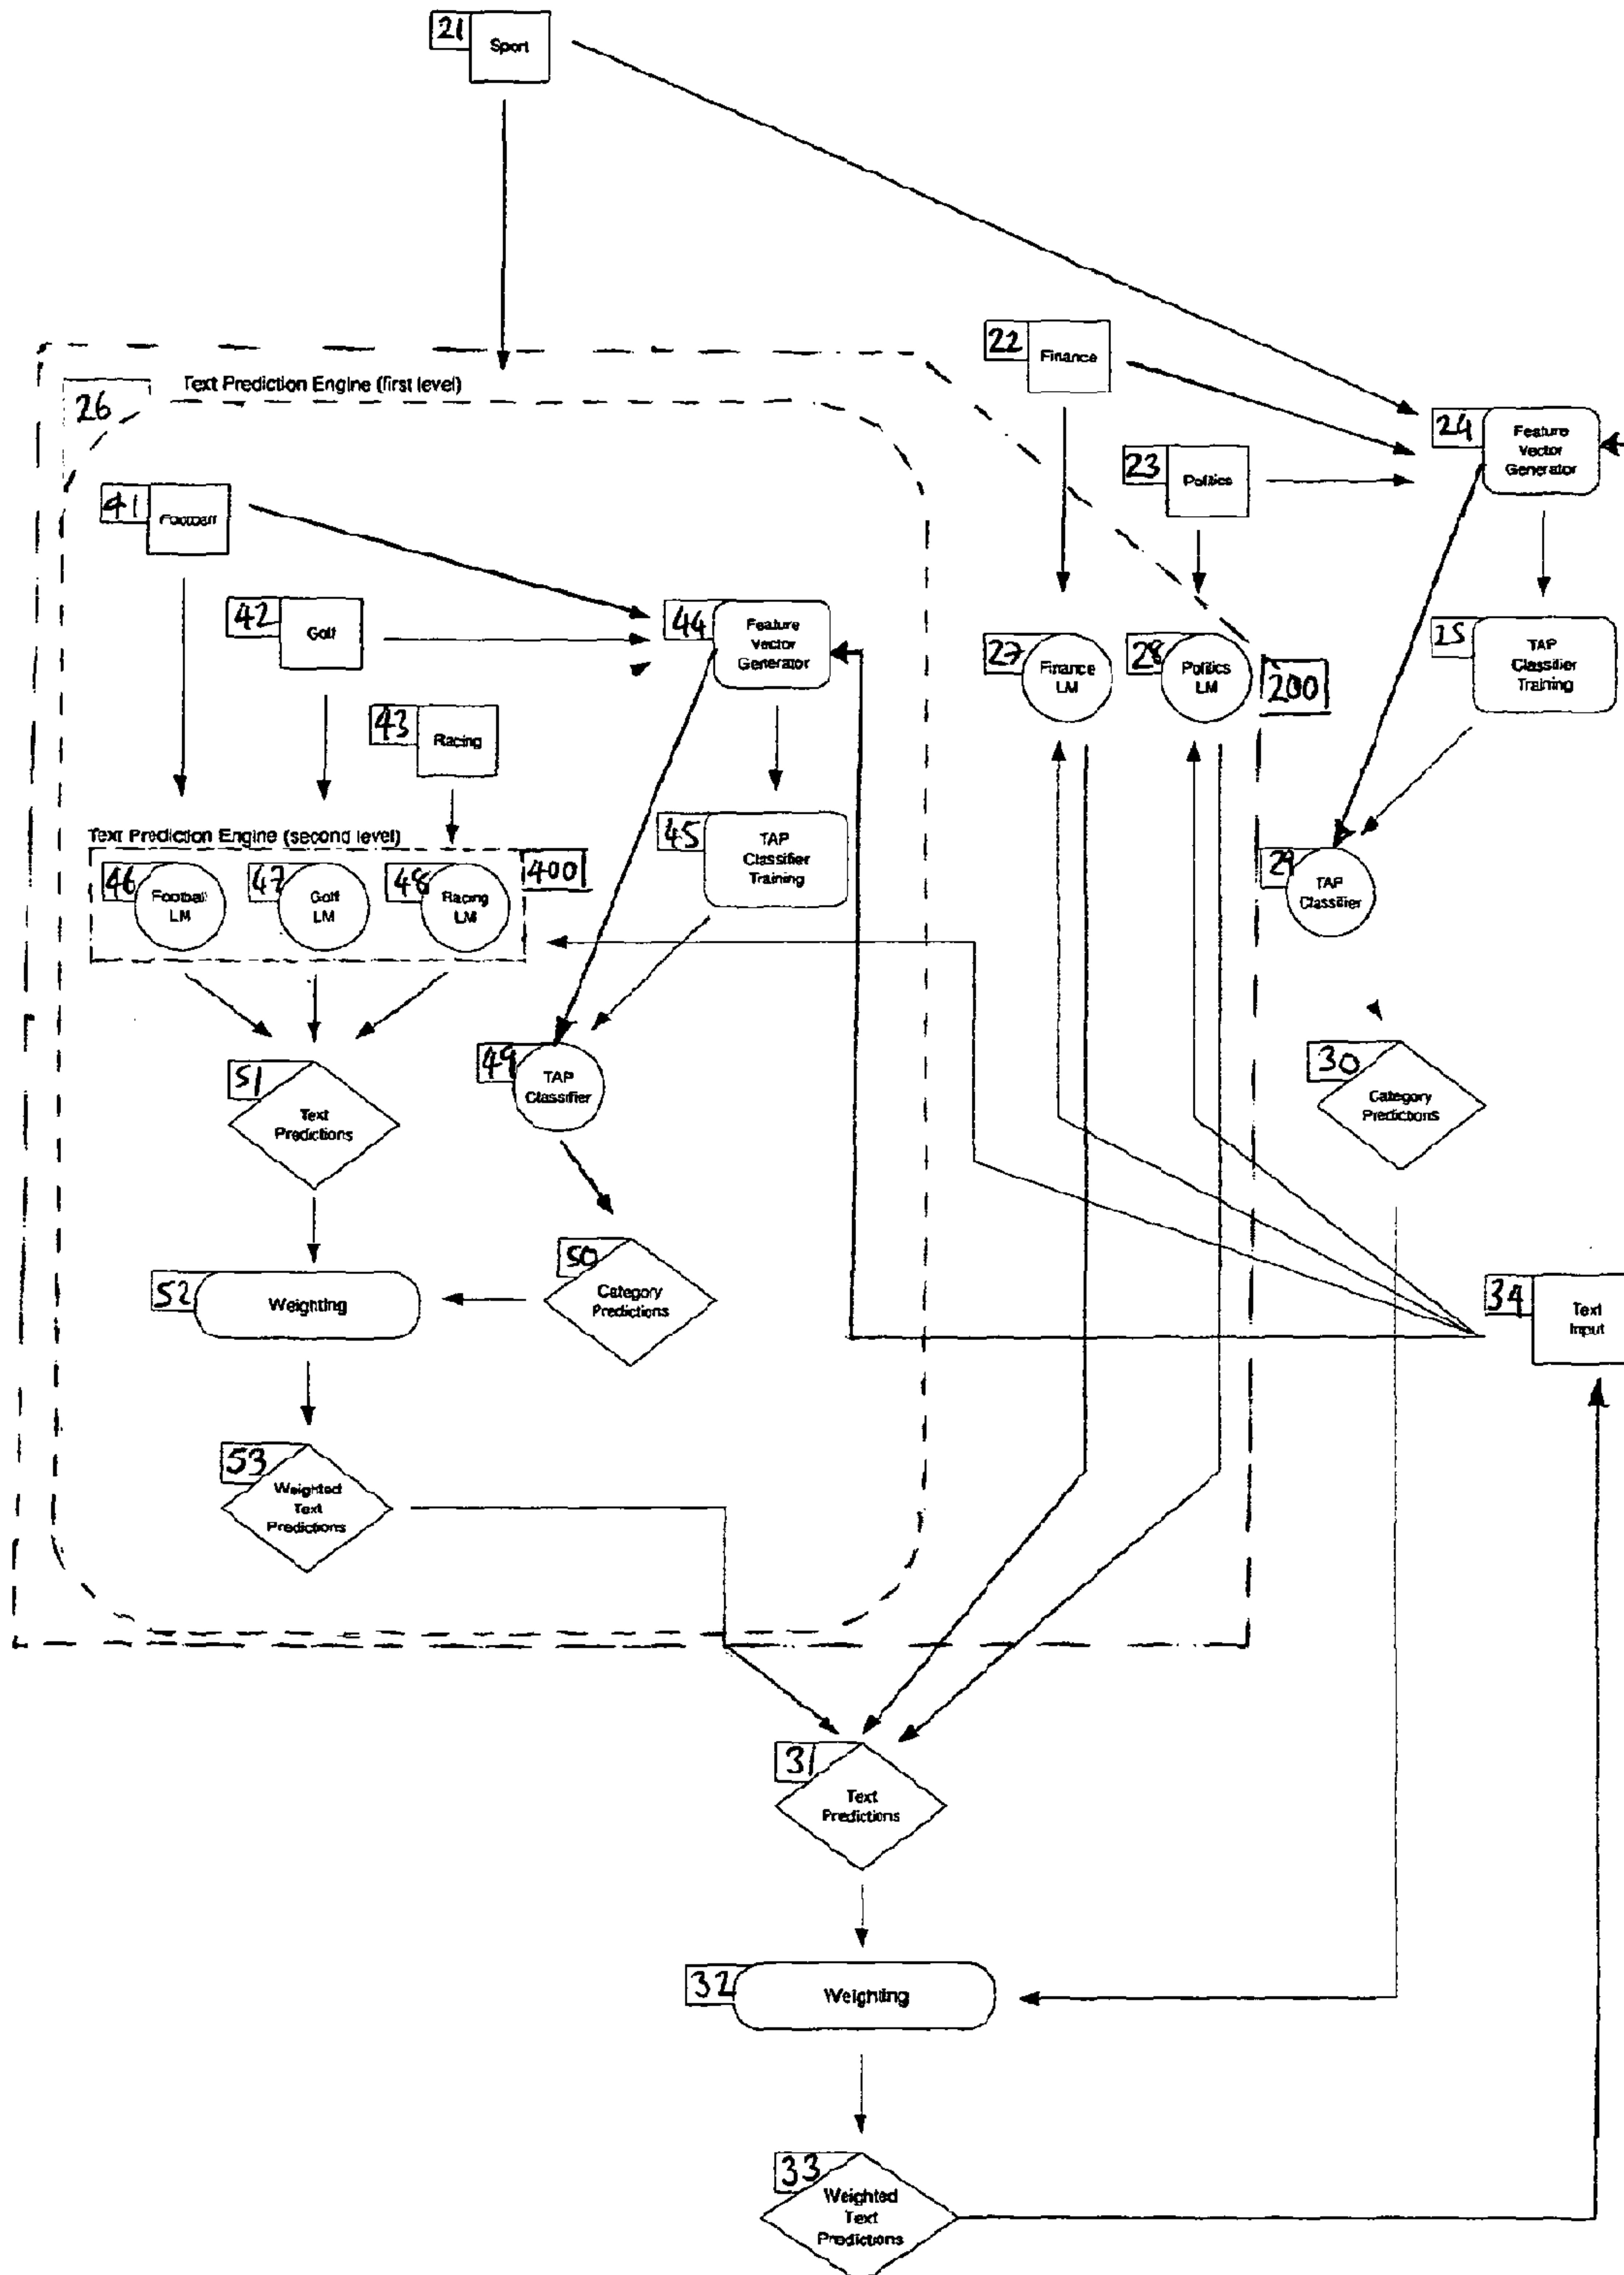 21
Sport
22
Finance
Text Prediction Engine (first level)
26
24
Feature
Vector
Generator
23
Politics
41
Football
42
Golf
44
Feature
Vector
Generator
25
TAP
Classifier
Training
27
Finance
LM
28
Politics
LM
200
43
Racing
Text Prediction Engine (second level)
45
TAP
Classifier
Training
46
Football
LM
47
Golf
LM
48
Racing
LM
400
29
TAP
Classifier
49
TAP
Classifier
30
Category
Predictions
51
Text
Predictions
50
Category
Predictions
52
Weighting
34
Text
Input
53
Weighted
Text
Predictions
31
Text
Predictions
32
Weighting
33
Weighted
Text
Predictions